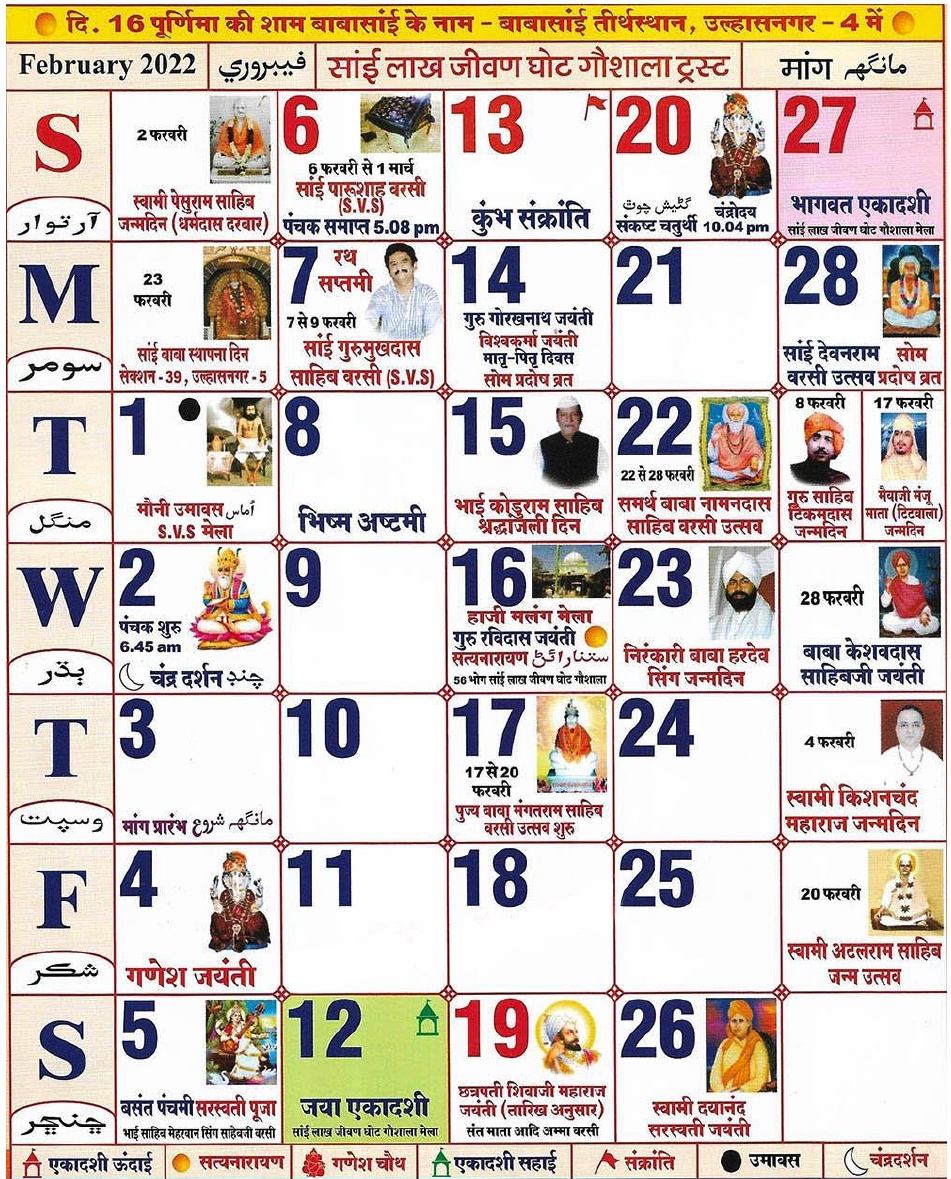 दि. 16 पूर्णिमा की शाम बाबासांई के नाम - बाबासांई तीर्थस्थान, उल्हासनगर - 4 में
February 2022
فيبروري
सांई लाख जीवण घोट गौशाला ट्रस्ट
मांग مانگھہ
S
آرتوار
2 फरवरी
स्वामी पेसुराम साहिब
जन्मदिन (धर्मदास दरबार)
6
6 फरवरी से 1 मार्च
सांई पारूशाह वरसी
(S.V.S)
पंचक समाप्त 5.08 pm
13
कुंभ संक्रांति
20
گڻيش چوٿ
संकष्ट चतुर्थी
चंद्रोदय
10.04 pm
27
भागवत एकादशी
सांई लाख जीवण घोट गौशाला मेला
M
سومر
23
फरवरी
सांई बाबा स्थापना दिन
सेक्शन -39, उल्हासनगर - 5
7
रथ
सप्तमी
7 से 9 फरवरी
सांई गुरुमुखदास
साहिब वरसी (S.V.S)
14
गुरु गोरखनाथ जयंती
विश्वकर्मा जयंती
मातृ-पितृ दिवस
सोम प्रदोष व्रत
21
28
सांई देवनराम
वरसी उत्सव
सोम
प्रदोष व्रत
T
منگل
1
मौनी उमावस اُماس
S.V.S मेला
8
भिष्म अष्टमी
15
भाई कोडुराम साहिब
श्रद्धांजली दिन
22
22 से 28 फरवरी
समर्थ बाबा नामनदास
साहिब वरसी उत्सव
8 फरवरी
गुरु साहिब
टिकमदास
जन्मदिन
17 फरवरी
मैयाजी मंजू
माता (टिटवाला)
जन्मदिन
W
ٻڌر
2
पंचक शुरु
6.45 am
चंद्र दर्शन چنڊ
9
16
हाजी मलंग मेला
गुरु रविदास जयंती
सत्यनारायण ستنارائڻ
56 भोग सांई लाख जीवण घोट गौशाला
23
निरंकारी बाबा हरदेव
सिंग जन्मदिन
28 फरवरी
बाबा केशवदास
साहिबजी जयंती
T
وسپت
3
मांग प्रारंभ مانگھہ شروع
10
17
17 से 20
फरवरी
पुज्य बाबा मंगतराम साहिब
वरसी उत्सव शुरु
24
4 फरवरी
स्वामी किशनचंद
महाराज जन्मदिन
F
شڪر
4
गणेश जयंती
11
18
25
20 फरवरी
स्वामी अटलराम साहिब
जन्म उत्सव
S
ڇنڇر
5
बसंत पंचमी सरस्वती पूजा
भाई साहिब मेहरवान सिंग साहेबजी वरसी
12
जया एकादशी
सांई लाख जीवण घोट गौशाला मेला
19
छत्रपती शिवाजी महाराज
जयंती (तारिख अनुसार)
संत माता आदि अम्मा वरसी
26
स्वामी दयानंद
सरस्वती जयंती
एकादशी ऊंदाई
सत्यनारायण
गणेश चौथ
एकादशी सहाई
संक्रांति
उमावस
चंद्रदर्शन